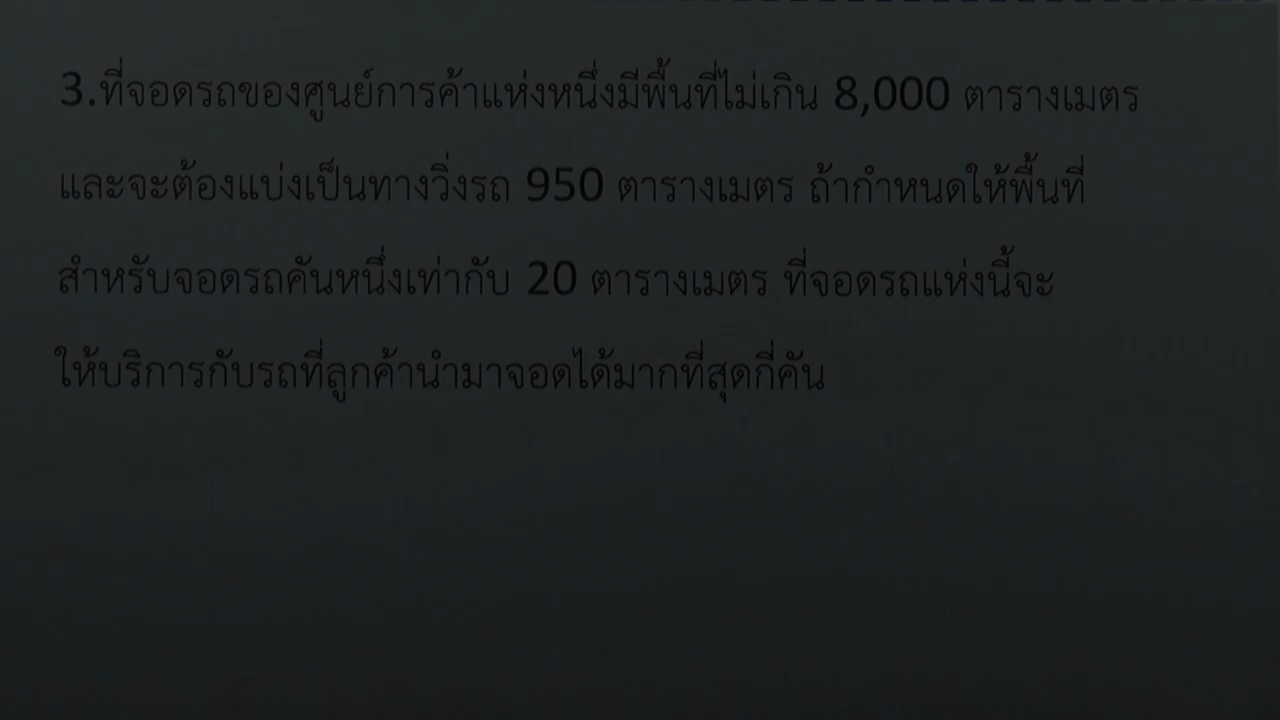 3.ที่จอดรถของศูนย์การค้าแห่งหนึ่งมีพื้นที่ไม่เกิน 8,000 ตารางเมตร
และจะต้องแบ่งเป็นทางวิ่งรถ 950 ตารางเมตร ถ้ากำหนดให้พื้นที่
สำหรับจอดรถคันหนึ่งเท่ากับ 20 ตารางเมตร ที่จอดรถแห่งนี้จะ
ให้บริการกับรถที่ลูกค้านำมาจอดได้มากที่สุดกี่คัน